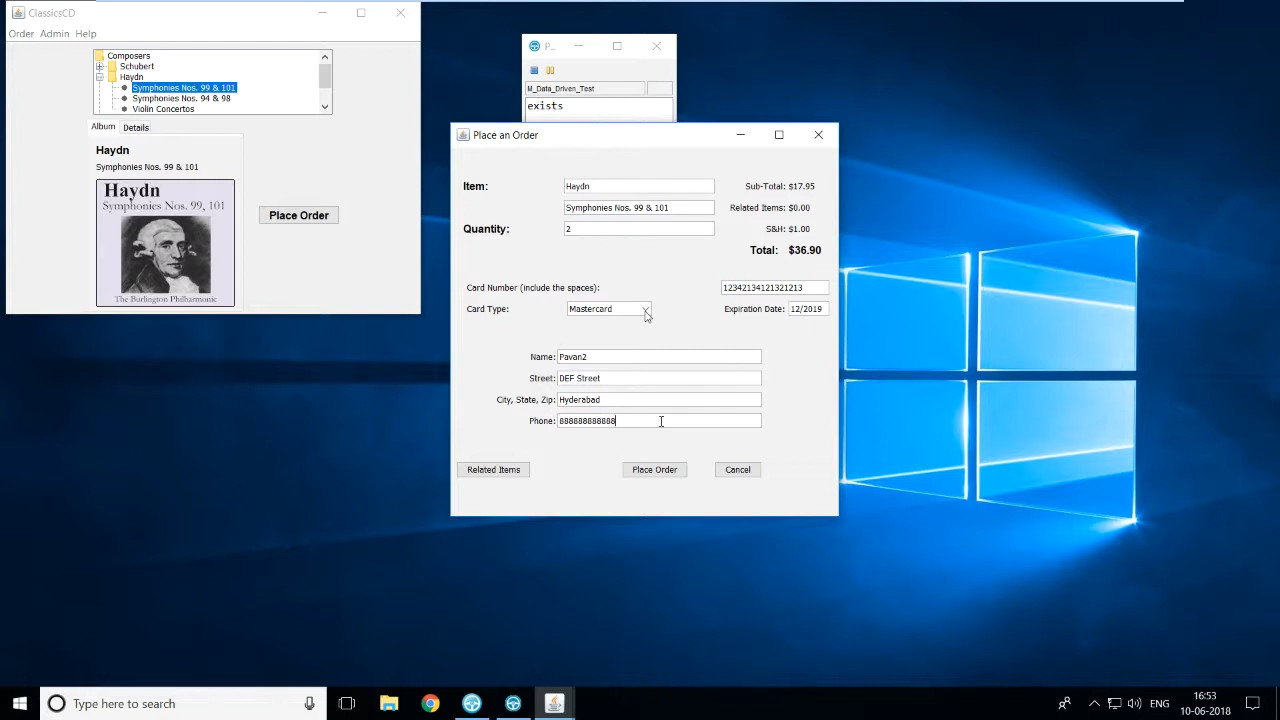 ClassicsCD
Order Admin Help
Composers
Schubert
Haydn
Symphonies Nos. 99 & 101
Symphonies Nos. 94 & 98
Violin Concertos
Album Details
Haydn
Symphonies Nos. 99 & 101
Haydn
Symphonies Nos. 99, 101
The Burlington Philharmonic
Place Order
P...
M_Data_Driven_Test
exists
Place an Order
Item: Haydn Sub-Total: $17.95
Symphonies Nos. 99 & 101 Related Items: $0.00
Quantity: 2 S&H: $1.00
Total: $36.90
Card Number (include the spaces): 12342134121321213
Card Type: Mastercard Expiration Date: 12/2019
Name: Pavan2
Street: DEF Street
City, State, Zip: Hyderabad
Phone: 888888888888
Related Items Place Order Cancel
Type here to search
ENG
16:53
10-06-2018